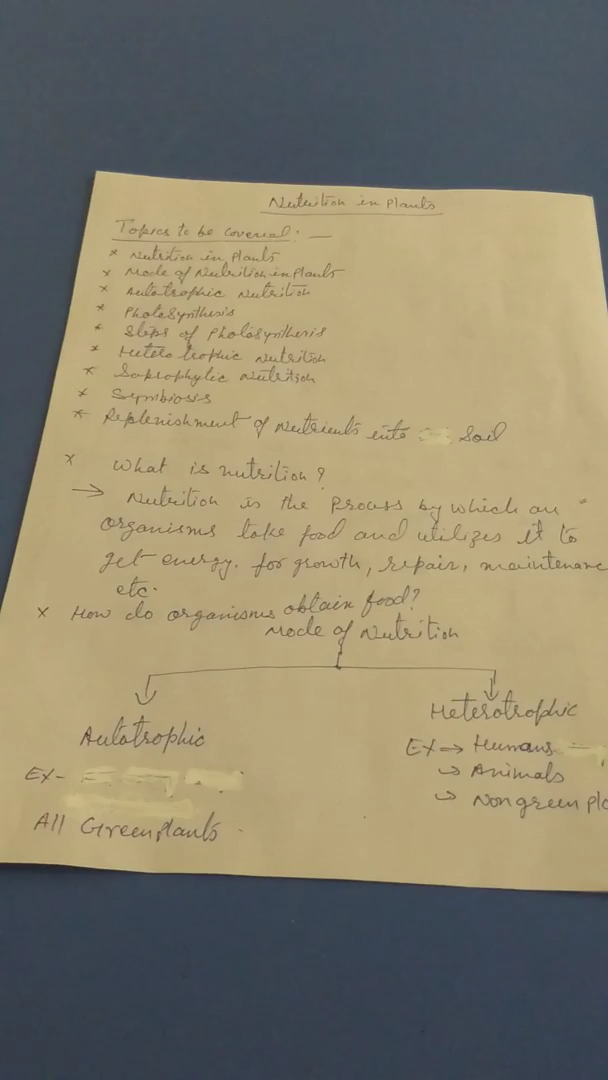 Nutrition in Plants
Topics to be covered:-
* Nutrition in Plants
* Mode of Nutrition in plants
* Autotrophic Nutrition
* Photosynthesis
* Steps of Photosynthesis
* Heterotrophic Nutrition
* Saprophytic Nutrition
* Symbiosis
* Replenishment of Nutrients into Soil
x What is nutrition?
→ Nutrition is the process by which an
organisms take food and utilizes it to
get energy. for growth, repair, maintenance
etc.
x How do organisms obtain food?
Mode of Nutrition
Autotrophic
Heterotrophic
Ex-
Ex → Humans
→ Animals
→ Nongreen pla
All Green plants